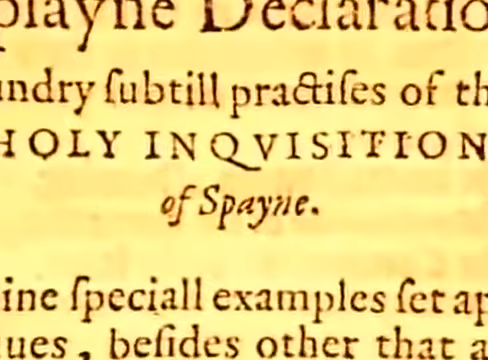 playne Declaratio
undry ſubtill practiſes of th
HOLY INQVISITION
of Spayne.
ine ſpeciall examples ſet ap
ues, beſides other that a